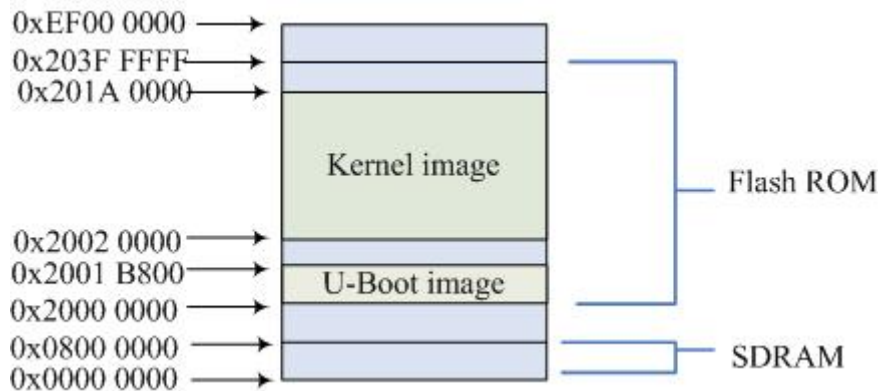 0xEF00 0000
0x203F FFFF
0x201A 0000
Kernel image
Flash ROM
0x2002 0000
0x2001 B800
U-Boot image
0x2000 0000
0x0800 0000
SDRAM
0x0000 0000